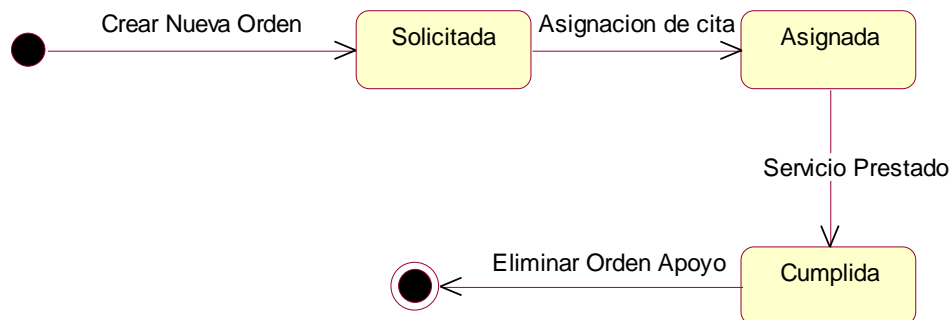 Crear Nueva Orden
Solicitada
Asignacion de cita
Asignada
Servicio Prestado
Eliminar Orden Apoyo
Cumplida